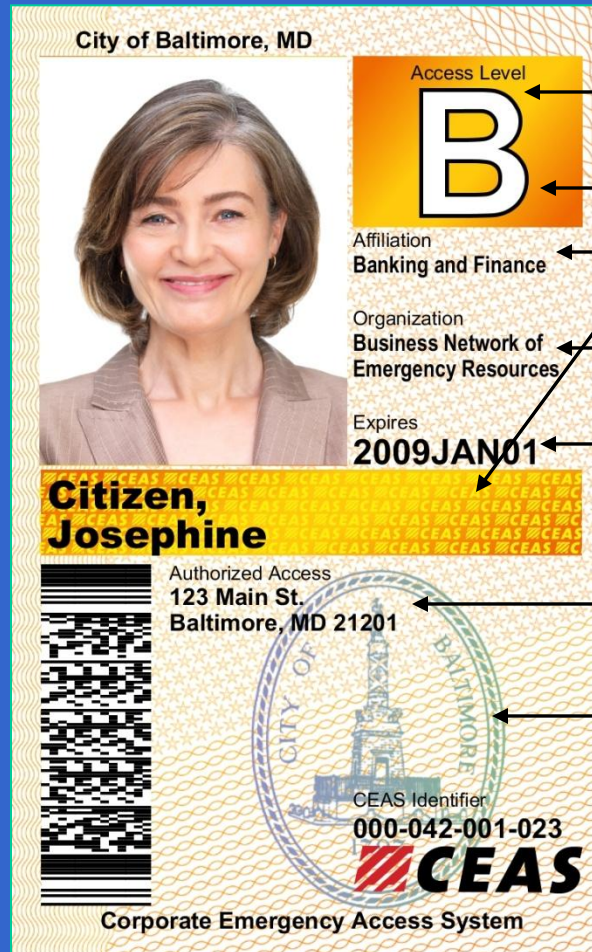 City of Baltimore, MD
Access Level
B
Affiliation
Banking and Finance
Organization
Business Network of
Emergency Resources
Expires
2009JAN01
Citizen,
Josephine
Authorized Access
123 Main St.
Baltimore, MD 21201
CITY OF BALTIMORE
CEAS Identifier
000-042-001-023
CEAS
Corporate Emergency Access System